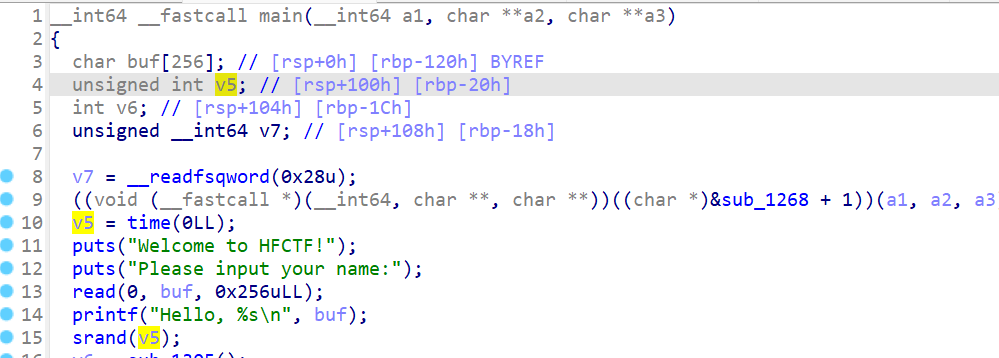 1 __int64 __fastcall main(__int64 a1, char **a2, char **a3)
2 {
3 char buf[256]; // [rsp+0h] [rbp-120h] BYREF
4 unsigned int v5; // [rsp+100h] [rbp-20h]
5 int v6; // [rsp+104h] [rbp-1Ch]
6 unsigned __int64 v7; // [rsp+108h] [rbp-18h]
7
8 v7 = __readfsqword(0x28u);
9 ((void (__fastcall *)(__int64, char **, char **))((char *)&sub_1268 + 1))(a1, a2, a3
10 v5 = time(0LL);
11 puts("Welcome to HFCTF!");
12 puts("Please input your name:");
13 read(0, buf, 0x256uLL);
14 printf("Hello, %s\n", buf);
15 srand(v5);